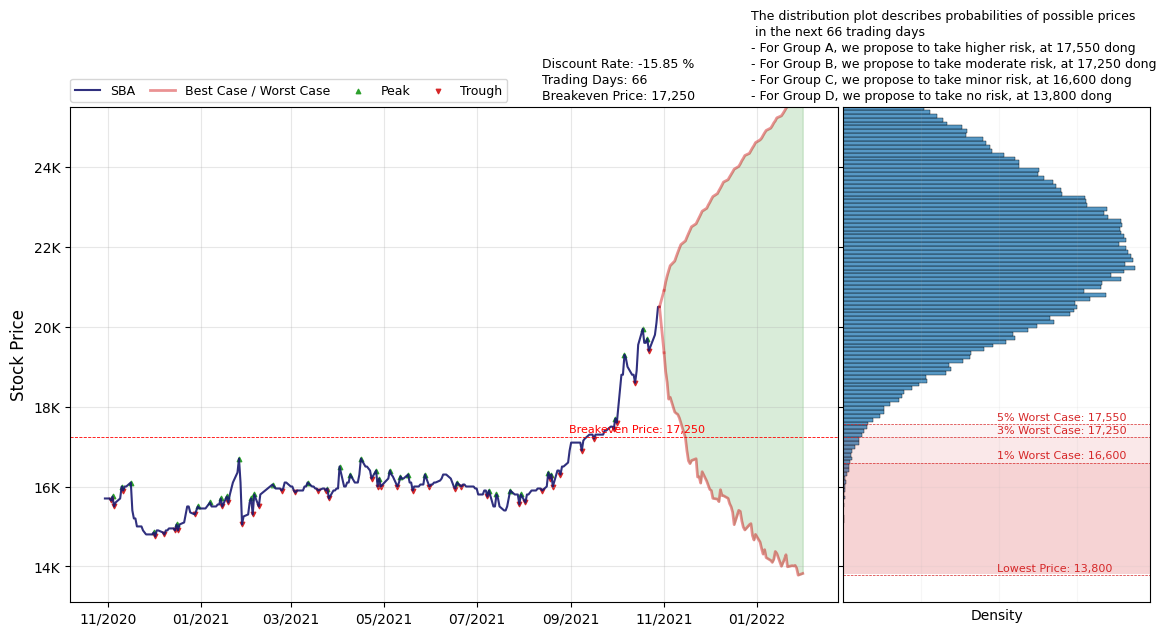 The distribution plot describes probabilities of possible prices
in the next 66 trading days
- For Group A, we propose to take higher risk, at 17,550 dong
- For Group B, we propose to take moderate risk, at 17,250 dong
- For Group C, we propose to take minor risk, at 16,600 dong
- For Group D, we propose to take no risk, at 13,800 dong
Discount Rate: -15.85 %
Trading Days: 66
Breakeven Price: 17,250
SBA
Best Case / Worst Case
Peak
Trough
Stock Price
24K
22K
20K
18K
16K
14K
Breakeven Price: 17,250
5% Worst Case: 17,550
3% Worst Case: 17,250
1% Worst Case: 16,600
Lowest Price: 13,800
11/2020
01/2021
03/2021
05/2021
07/2021
09/2021
11/2021
01/2022
Density